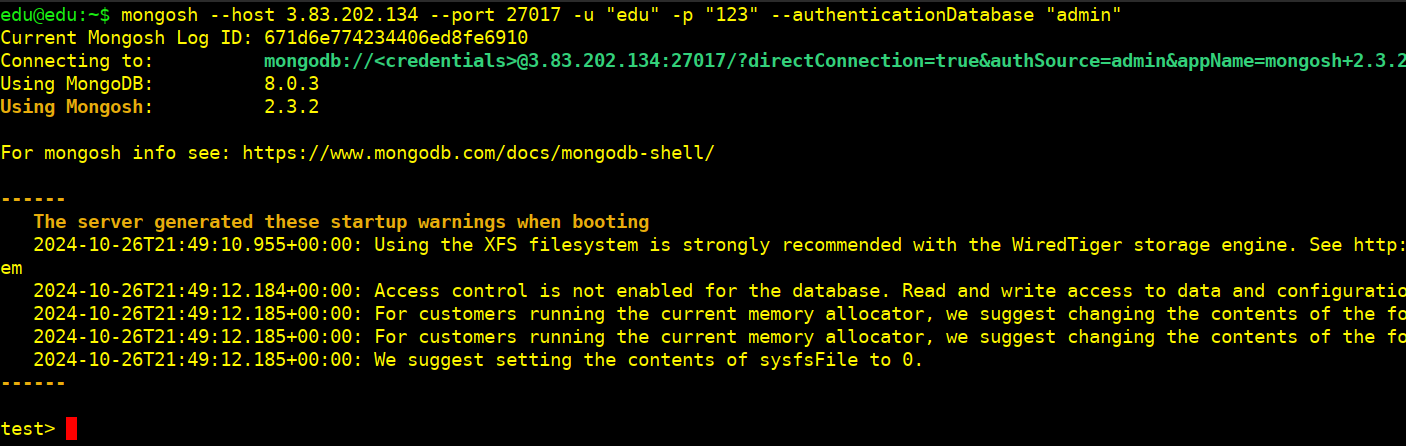 edu@edu:~$ mongosh --host 3.83.202.134 --port 27017 -u "edu" -p "123" --authenticationDatabase "admin"
Current Mongosh Log ID: 671d6e774234406ed8fe6910
Connecting to: mongodb://<credentials>@3.83.202.134:27017/?directConnection=true&authSource=admin&appName=mongosh+2.3.2
Using MongoDB: 8.0.3
Using Mongosh: 2.3.2
For mongosh info see: https://www.mongodb.com/docs/mongodb-shell/
------
The server generated these startup warnings when booting
2024-10-26T21:49:10.955+00:00: Using the XFS filesystem is strongly recommended with the WiredTiger storage engine. See http:
em
2024-10-26T21:49:12.184+00:00: Access control is not enabled for the database. Read and write access to data and configuratio
2024-10-26T21:49:12.185+00:00: For customers running the current memory allocator, we suggest changing the contents of the fo
2024-10-26T21:49:12.185+00:00: For customers running the current memory allocator, we suggest changing the contents of the fo
2024-10-26T21:49:12.185+00:00: We suggest setting the contents of sysfsFile to 0.
------
test>